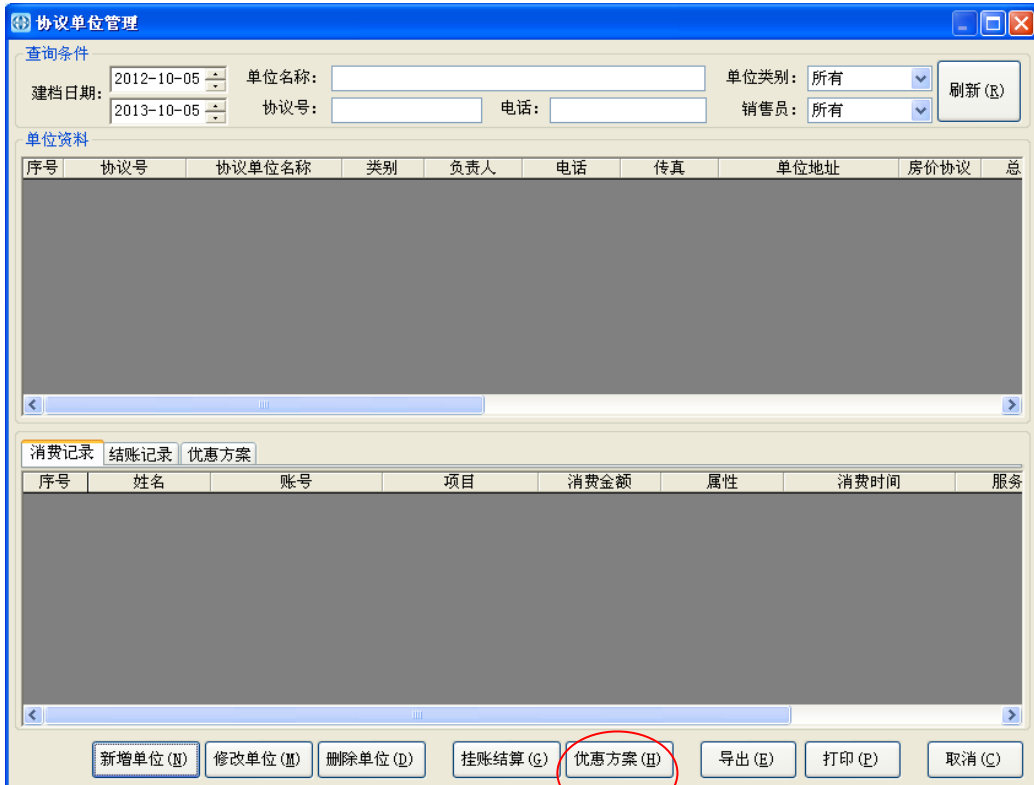 协议单位管理
查询条件
建档日期: 2012-10-05 单位名称: 单位类别: 所有 刷新(R)
2013-10-05 协议号: 电话: 销售员: 所有
单位资料
序号 协议号 协议单位名称 类别 负责人 电话 传真 单位地址 房价协议 总
消费记录 结账记录 优惠方案
序号 姓名 账号 项目 消费金额 属性 消费时间 服务
新增单位(N) 修改单位(M) 删除单位(D) 挂账结算(G) 优惠方案(H) 导出(E) 打印(P) 取消(C)